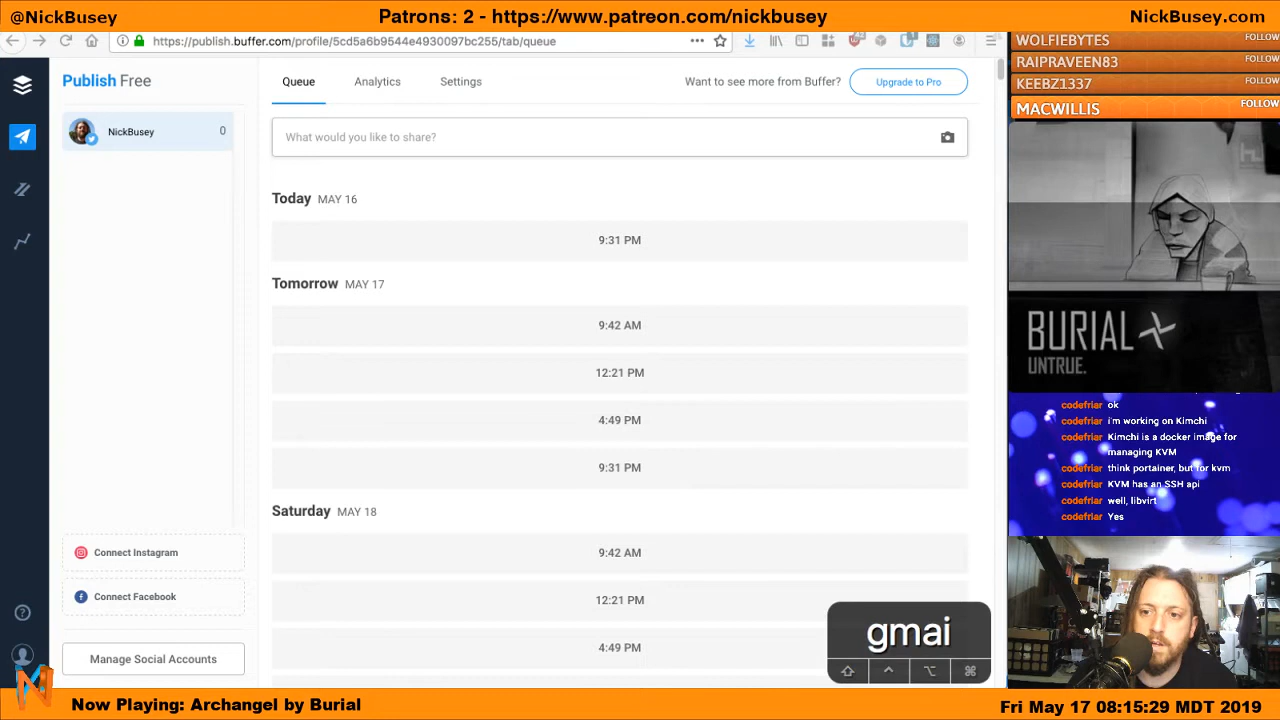 @NickBusey
Patrons: 2 - https://www.patreon.com/nickbusey
NickBusey.com
https://publish.buffer.com/profile/5cd5a6b9544e4930097bc255/tab/queue
WOLFIEBYTES
FOLLOW
RAIPRAVEEN83
FOLLOW
KEEBZ1337
FOLLOW
MACWILLIS
FOLLOW
Publish Free
Queue
Analytics
Settings
Want to see more from Buffer?
Upgrade to Pro
NickBusey
0
What would you like to share?
Today MAY 16
9:31 PM
Tomorrow MAY 17
9:42 AM
12:21 PM
4:49 PM
9:31 PM
Saturday MAY 18
9:42 AM
12:21 PM
4:49 PM
Connect Instagram
Connect Facebook
Manage Social Accounts
BURIAL
UNTRUE.
codefriar ok
codefriar i'm working on Kimchi
codefriar Kimchi is a docker image for
managing KVM
codefriar think portainer, but for kvm
codefriar KVM has an SSH api
codefriar well, libvirt
codefriar Yes
gmai
Now Playing: Archangel by Burial
Fri May 17 08:15:29 MDT 2019